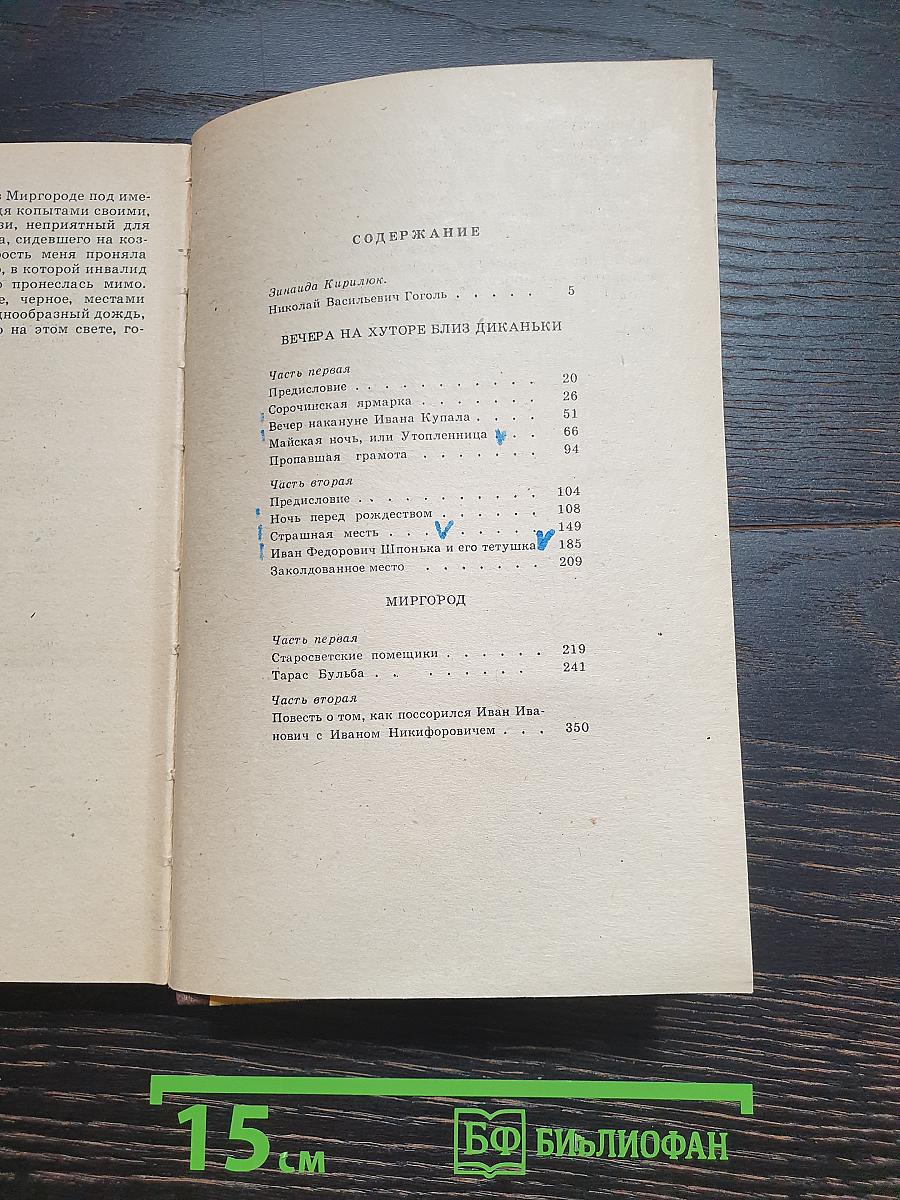 в Миргороде под име-
дя копытами своими,
зи, неприятный для
а, сидевшего на коз-
рость меня проняла
о, в которой инвалид
о пронеслась мимо.
е, черное, местами
днообразный дождь,
о на этом свете, го-
СОДЕРЖАНИЕ
Зинаида Кирилюк.
Николай Васильевич Гоголь . . . . . 5
ВЕЧЕРА НА ХУТОРЕ БЛИЗ ДИКАНЬКИ
Часть первая
Предисловие . . . . . . . . . . . 20
Сорочинская ярмарка . . . . . . . 26
Вечер накануне Ивана Купала . . . . 51
Майская ночь, или Утопленница . . 66
Пропавшая грамота . . . . . . . 94
Часть вторая
Предисловие . . . . . . . . . . . 104
Ночь перед рождеством . . . . . . 108
Страшная месть . . . . . . . . . 149
Иван Федорович Шпонька и его тетушка 185
Заколдованное место . . . . . . . 209
МИРГОРОД
Часть первая
Старосветские помещики . . . . . . 219
Тарас Бульба . . . . . . . . 241
Часть вторая
Повесть о том, как поссорился Иван Ива-
нович с Иваном Никифоровичем . . . 350
15 см
БФ БИБЛИОФАН